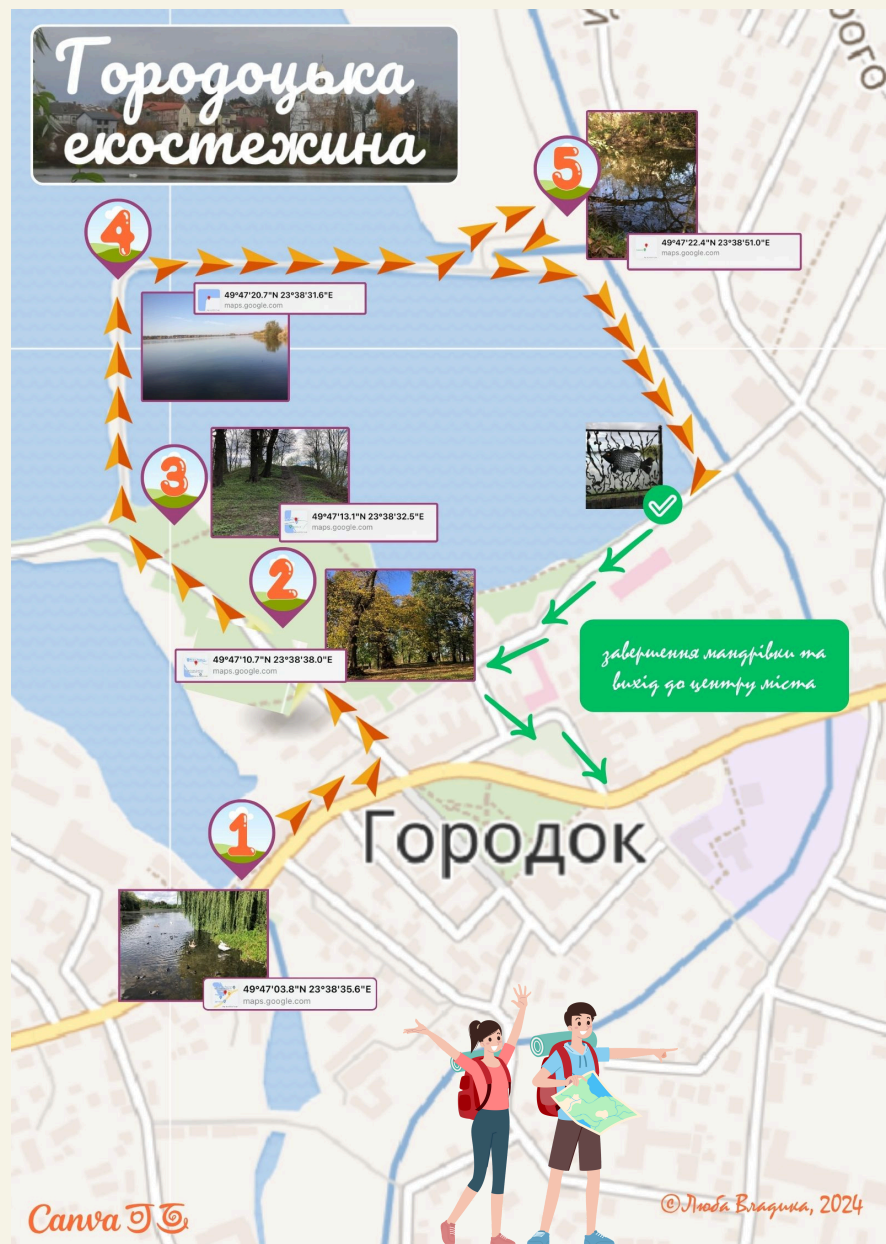 Городоцька
екостежина
ОГО
5
49°47'22.4"N 23°38'51.0"E
maps.google.com
4
49°47'20.7"N 23°38'31.6"E
maps.google.com
3
49°47'13.1"N 23°38'32.5"E
maps.google.com
2
49°47'10.7"N 23°38'38.0"E
maps.google.com
завершення мандрівки та
вихід до центру міста
1
Городок
49°47'03.8"N 23°38'35.6"E
maps.google.com
Canva
©Люба Владика, 2024